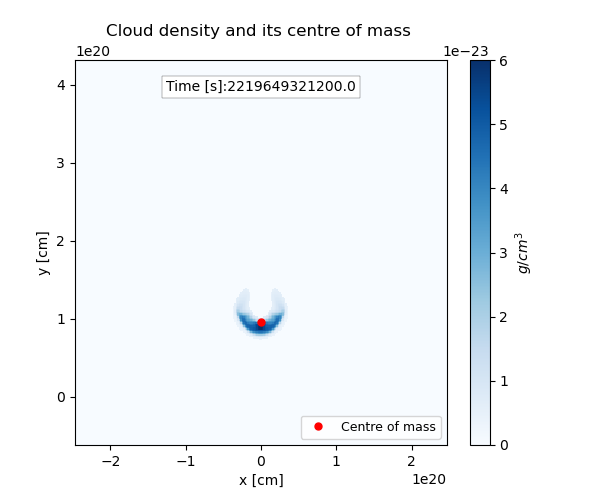 Cloud density and its centre of mass
1e20
1e−23
Time [s]:2219649321200.0
4
3
2
1
0
y [cm]
6
5
4
3
2
1
0
g/cm³
Centre of mass
−2
−1
0
1
2
x [cm]
1e20